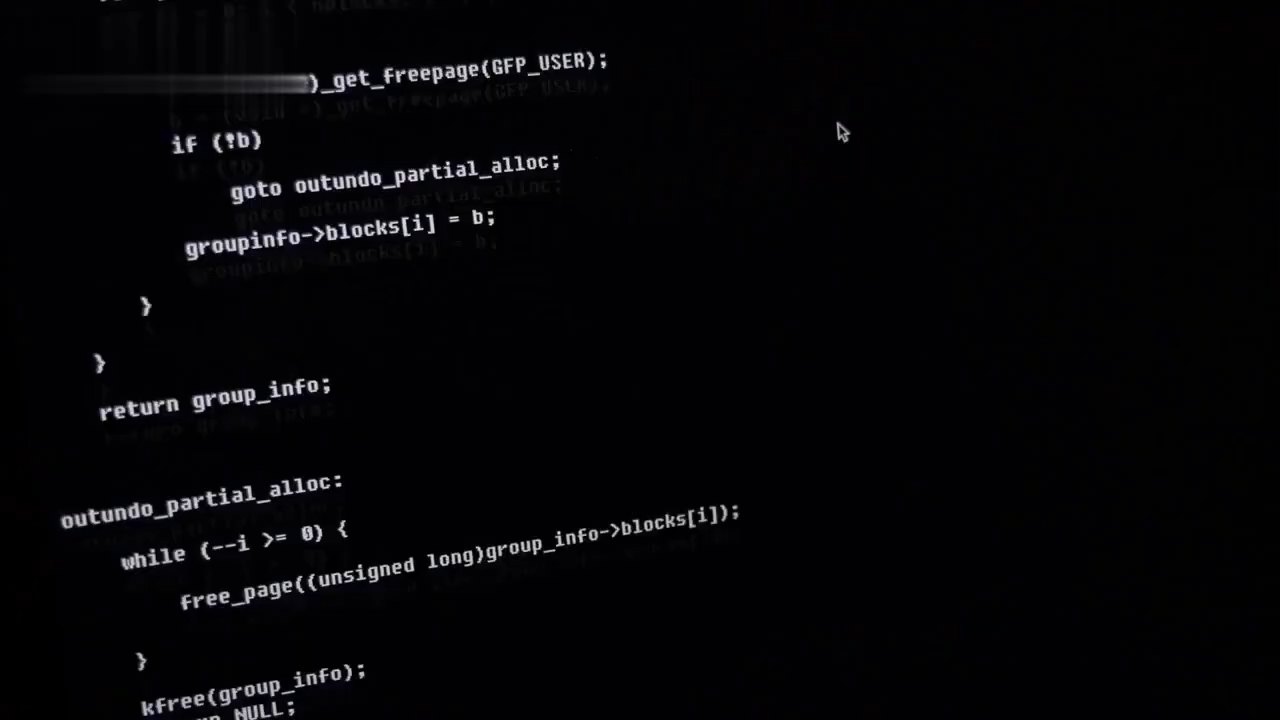 )_get_freepage(GFP_USER);
if (!b)
goto outundo_partial_alloc;
groupinfo->blocks[i] = b;
}
}
return group_info;
outundo_partial_alloc:
while (--i >= 0) {
free_page((unsigned long)group_info->blocks[i]);
}
kfree(group_info);
NULL;